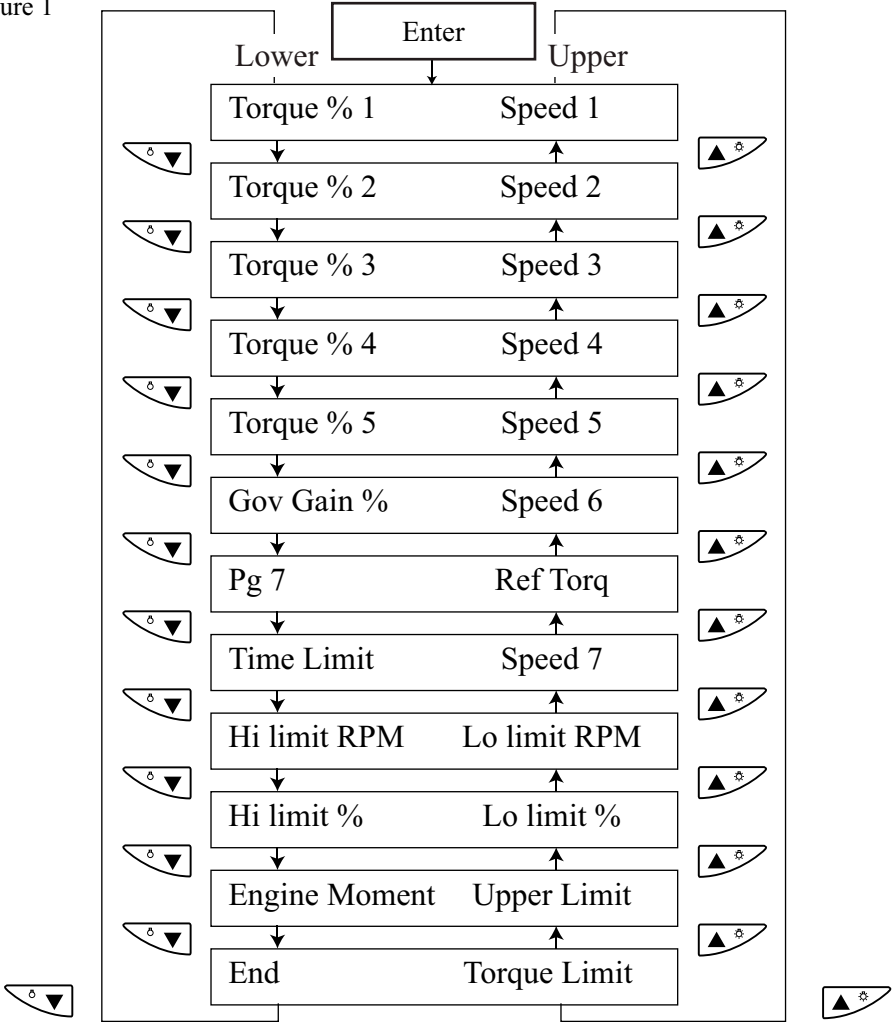 ure 1
Enter
Lower Upper
Torque % 1 Speed 1
Torque % 2 Speed 2
Torque % 3 Speed 3
Torque % 4 Speed 4
Torque % 5 Speed 5
Gov Gain % Speed 6
Pg 7 Ref Torq
Time Limit Speed 7
Hi limit RPM Lo limit RPM
Hi limit % Lo limit %
Engine Moment Upper Limit
End Torque Limit